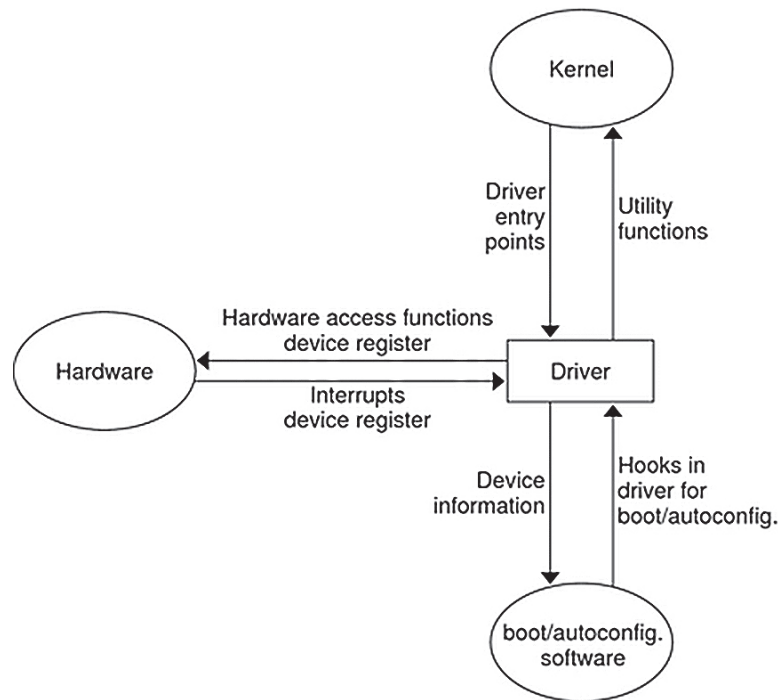 Kernel
Driver
entry
points
Utility
functions
Hardware access functions
device register
Hardware
Driver
Interrupts
device register
Device
information
Hooks in
driver for
boot/autoconfig.
boot/autoconfig.
software